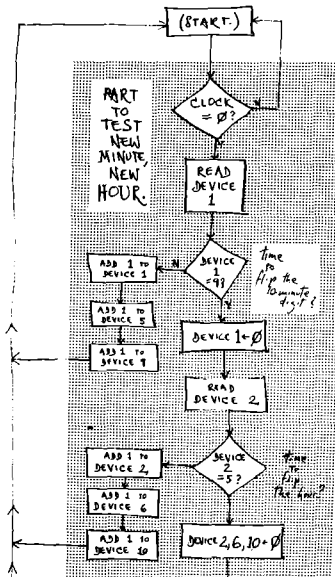 (START.)
CLOCK
= Ø?
N
Y
PART
TO
TEST
NEW
MINUTE,
NEW
HOUR.
READ
DEVICE
1
DEVICE
1
=9?
N
Y
time
to
flip the
10 minute
digit?
ADD 1 TO
DEVICE 1
ADD 1 TO
DEVICE 5
ADD 1 TO
DEVICE 9
DEVICE 1←Ø
READ
DEVICE 2
DEVICE
2
=5?
time
to
flip
the hour?
ADD 1 TO
DEVICE 2,
ADD 1 TO
DEVICE 6
ADD 1 TO
DEVICE 10
DEVICE 2,6,10←Ø